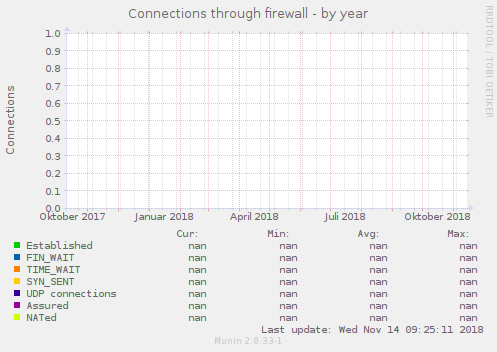 Connections through firewall - by year
RRDTOOL / TOBI OETIKER
Connections
1.0
0.9
0.8
0.7
0.6
0.5
0.4
0.3
0.2
0.1
0.0
Oktober 2017 Januar 2018 April 2018 Juli 2018 Oktober 2018
Cur: Min: Avg: Max:
Established nan nan nan nan
FIN_WAIT nan nan nan nan
TIME_WAIT nan nan nan nan
SYN_SENT nan nan nan nan
UDP connections nan nan nan nan
Assured nan nan nan nan
NATed nan nan nan nan
Last update: Wed Nov 14 09:25:11 2018
Munin 2.0.33-1